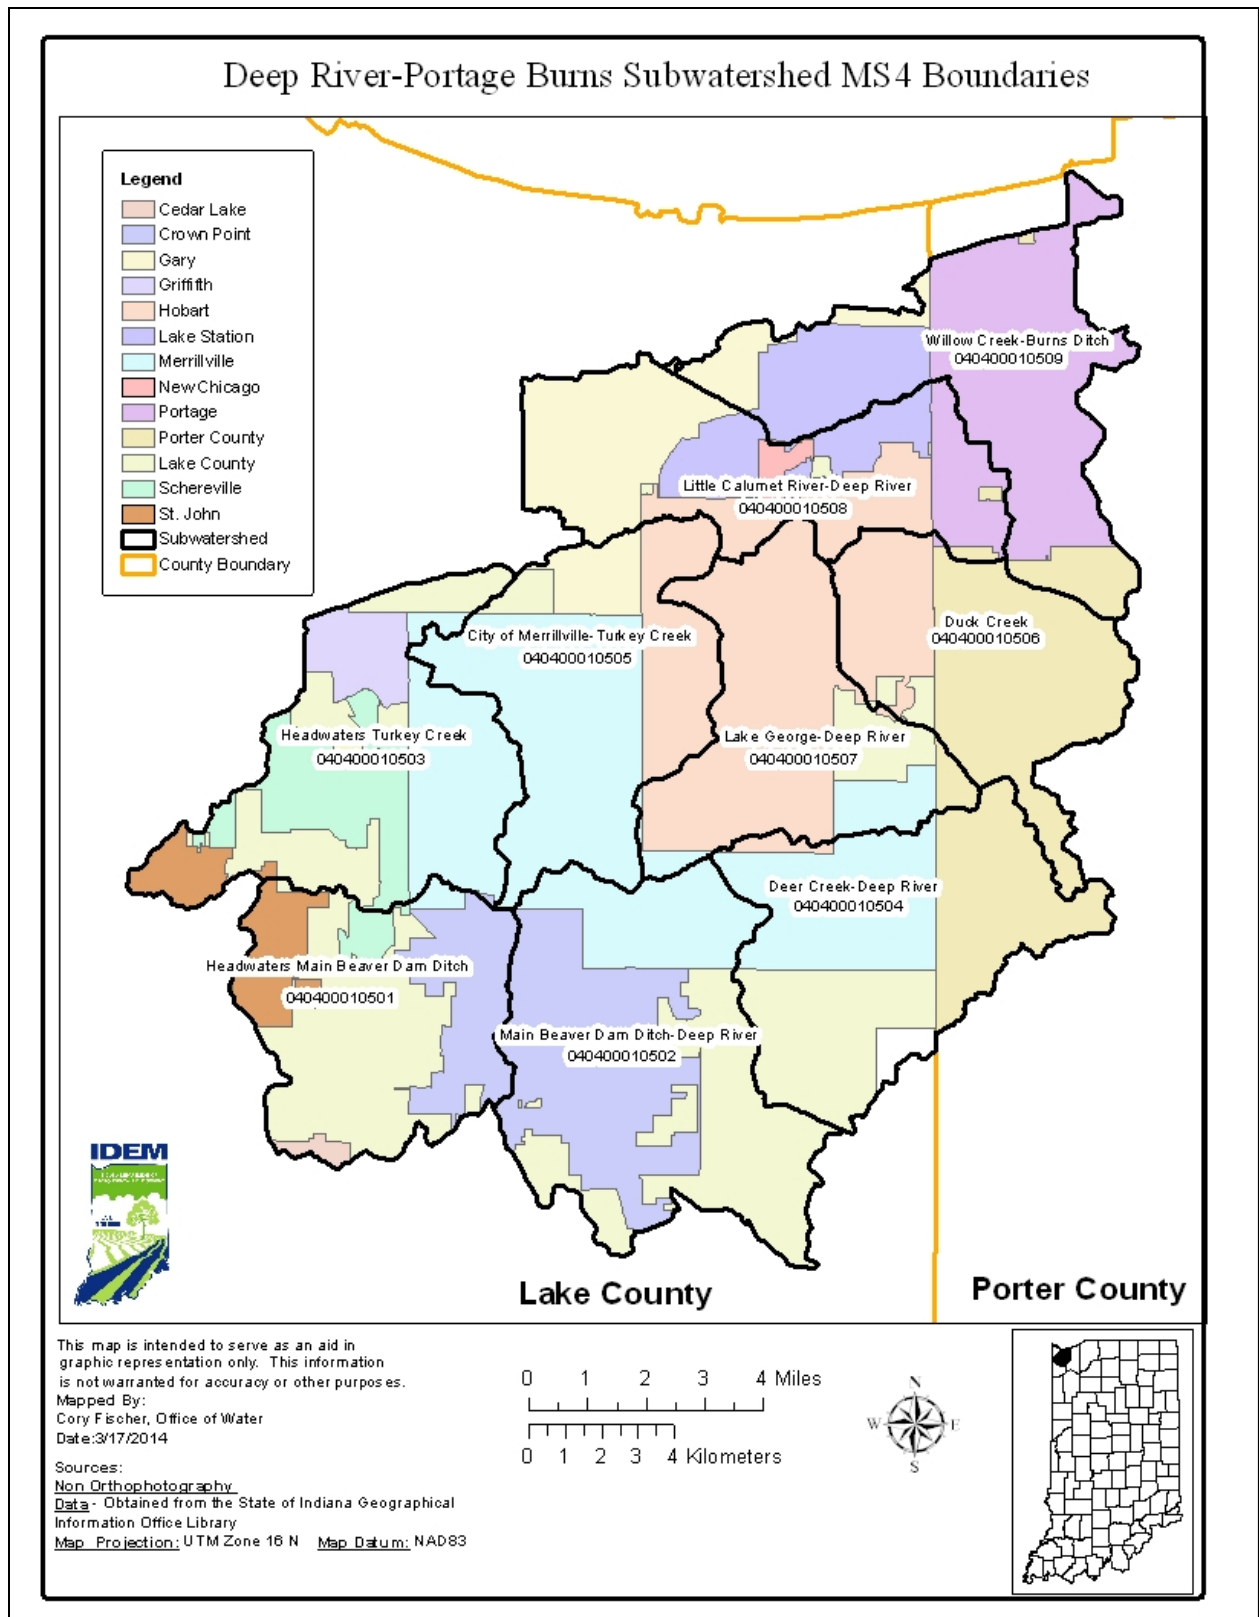 Deep River-Portage Burns Subwatershed MS4 Boundaries
Legend
Cedar Lake
Crown Point
Gary
Griffith
Hobart
Lake Station
Merrillville
New Chicago
Portage
Porter County
Lake County
Schererville
St. John
Subwatershed
County Boundary
Willow Creek-Burns Ditch
040400010509
Little Calumet River-Deep River
040400010508
Duck Creek
040400010506
City of Merrillville-Turkey Creek
040400010505
Headwaters Turkey Creek
040400010503
Lake George-Deep River
040400010507
Deer Creek-Deep River
040400010504
Headwaters Main Beaver Dam Ditch
040400010501
Main Beaver Dam Ditch-Deep River
040400010502
IDEM
Lake County
Porter County
This map is intended to serve as an aid in
graphic representation only. This information
is not warranted for accuracy or other purposes.
Mapped By:
Cory Fischer, Office of Water
Date:3/17/2014
Sources:
Non Orthophotography
Data - Obtained from the State of Indiana Geographical
Information Office Library
Map Projection: UTM Zone 16 N Map Datum: NAD83
0 1 2 3 4 Miles
0 1 2 3 4 Kilometers
N
W E
S